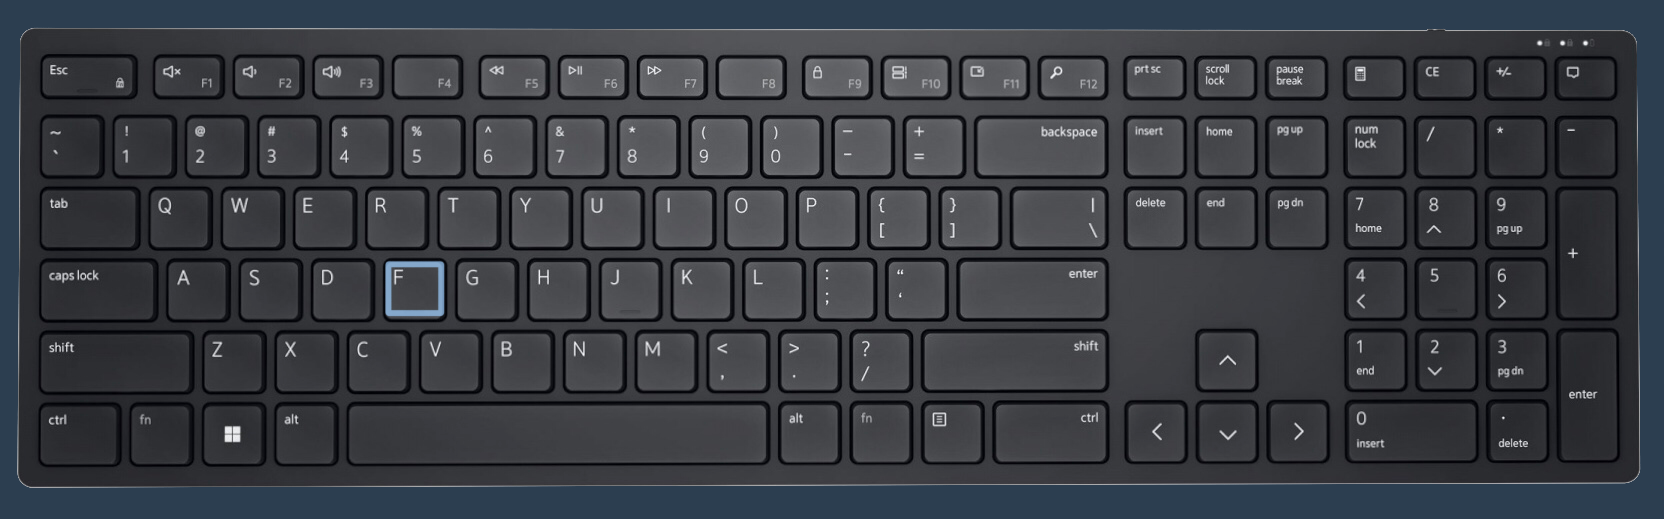 Esc F1 F2 F3 F4 F5 F6 F7 F8 F9 F10 F11 F12 prt sc scroll lock pause break CE +/-
~ ! @ # $ % ^ & * ( ) — + backspace insert home pg up num lock / * -
` 1 2 3 4 5 6 7 8 9 0 - =
tab Q W E R T Y U I O P { } | delete end pg dn 7 8 9
[ ] \ home ^ pg up +
caps lock A S D F G H J K L : “ enter 4 5 6
; ‘ < >
shift Z X C V B N M < > ? shift ^ 1 2 3
, . / end pg dn
ctrl fn alt alt fn ctrl < > 0 . enter
insert delete